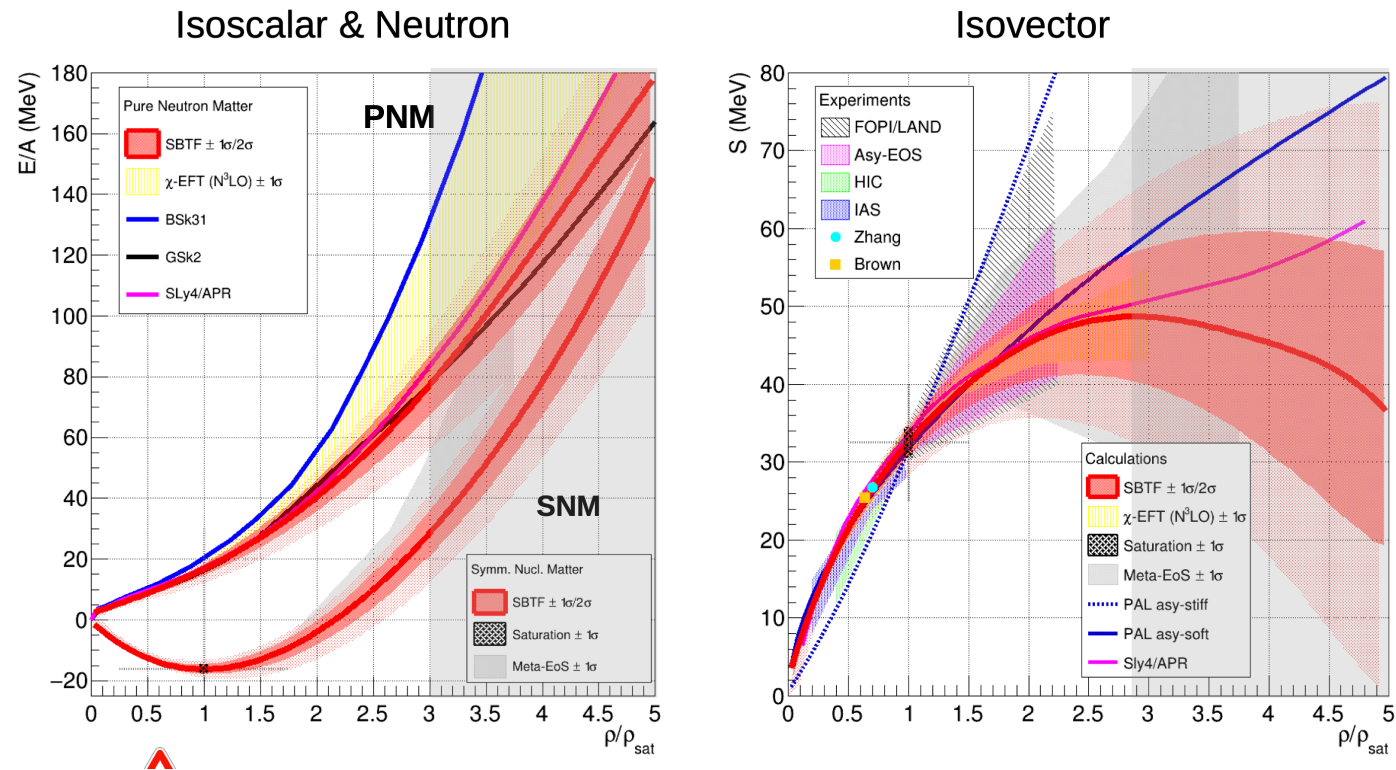 Isoscalar & Neutron
E/A (MeV)
180
160
140
120
100
80
60
40
20
0
−20
Pure Neutron Matter
SBTF ± 1σ/2σ
χ-EFT (N³LO) ± 1σ
BSk31
GSk2
SLy4/APR
PNM
SNM
Symm. Nucl. Matter
SBTF ± 1σ/2σ
Saturation ± 1σ
Meta-EoS ± 1σ
0 0.5 1 1.5 2 2.5 3 3.5 4 4.5 5
ρ/ρsat
Isovector
S (MeV)
80
70
60
50
40
30
20
10
0
Experiments
FOPI/LAND
Asy-EOS
HIC
IAS
Zhang
Brown
Calculations
SBTF ± 1σ/2σ
χ-EFT (N³LO) ± 1σ
Saturation ± 1σ
Meta-EoS ± 1σ
PAL asy-stiff
PAL asy-soft
Sly4/APR
0 0.5 1 1.5 2 2.5 3 3.5 4 4.5 5
ρ/ρsat